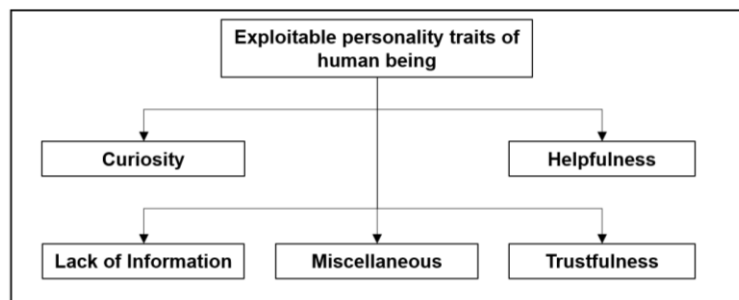 Exploitable personality traits of
human being
Curiosity
Helpfulness
Lack of Information
Miscellaneous
Trustfulness